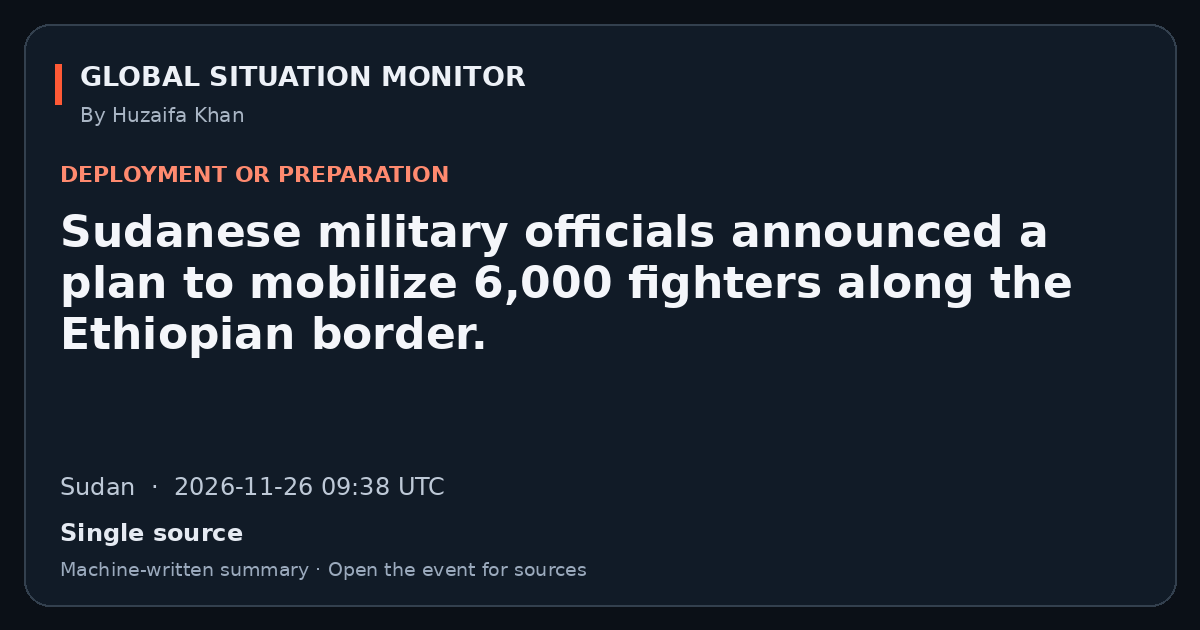 GLOBAL SITUATION MONITOR
By Huzaifa Khan
DEPLOYMENT OR PREPARATION
Sudanese military officials announced a
plan to mobilize 6,000 fighters along the
Ethiopian border.
Sudan · 2026-11-26 09:38 UTC
Single source
Machine-written summary · Open the event for sources